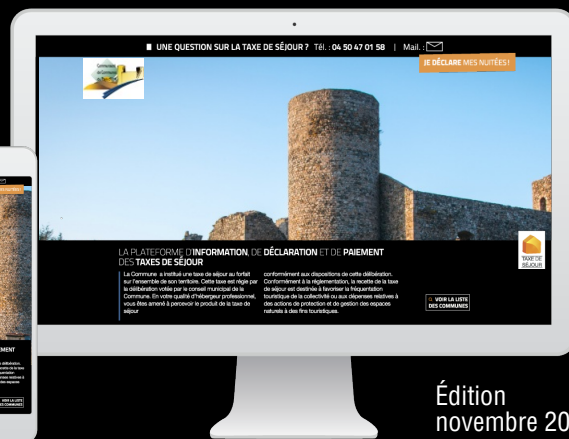 ■ UNE QUESTION SUR LA TAXE DE SÉJOUR ? Tél. : 04 50 47 01 58 | Mail. :
JE DÉCLARE MES NUITÉES !
LA PLATEFORME D'INFORMATION, DE DÉCLARATION ET DE PAIEMENT
DES TAXES DE SÉJOUR
La Commune a institué une taxe de séjour au forfait
sur l'ensemble de son territoire. Cette taxe est régie par
la délibération votée par le conseil municipal de la
Commune. En votre qualité d'hébergeur professionnel,
vous êtes amené à percevoir le produit de la taxe de
séjour
conformément aux dispositions de cette délibération.
Conformément à la réglementation, la recette de la taxe
de séjour est destinée à favoriser la fréquentation
touristique de la collectivité ou aux dépenses relatives à
des actions de protection et de gestion des espaces
naturels à des fins touristiques.
TAXE DE
SÉJOUR
VOIR LA LISTE
DES COMMUNES
EMENT
VOIR LA LISTE
DES COMMUNES
Édition
novembre 20